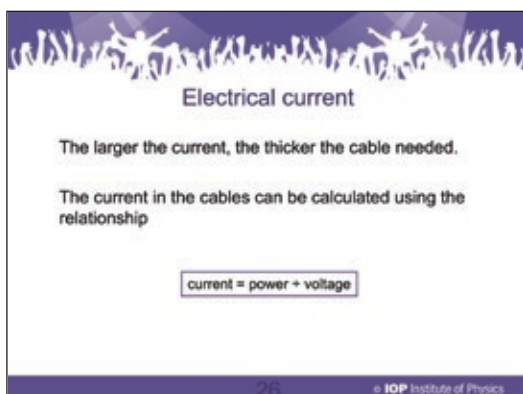 Electrical current
The larger the current, the thicker the cable needed.
The current in the cables can be calculated using the
relationship
current = power ÷ voltage
26
© IOP Institute of Physics